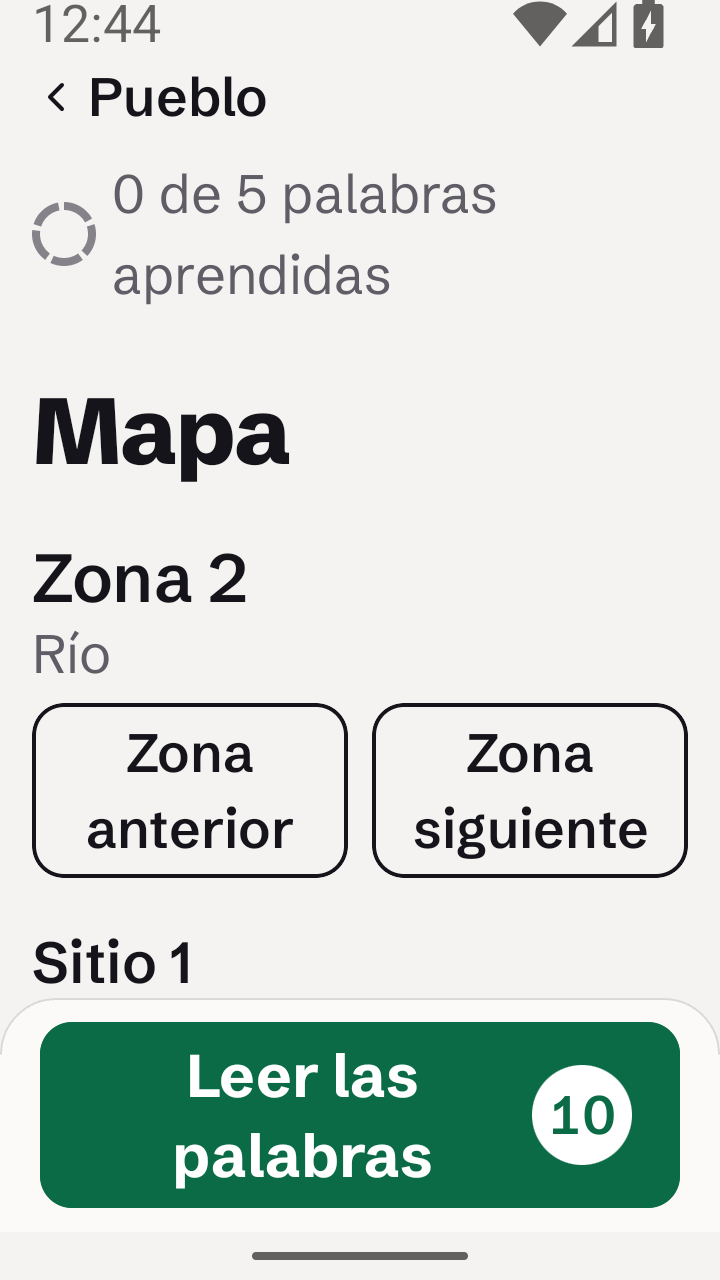 12:44
Pueblo
0 de 5 palabras
aprendidas
Mapa
Zona 2
Río
Zona
anterior
Zona
siguiente
Sitio 1
Leer las
palabras
10